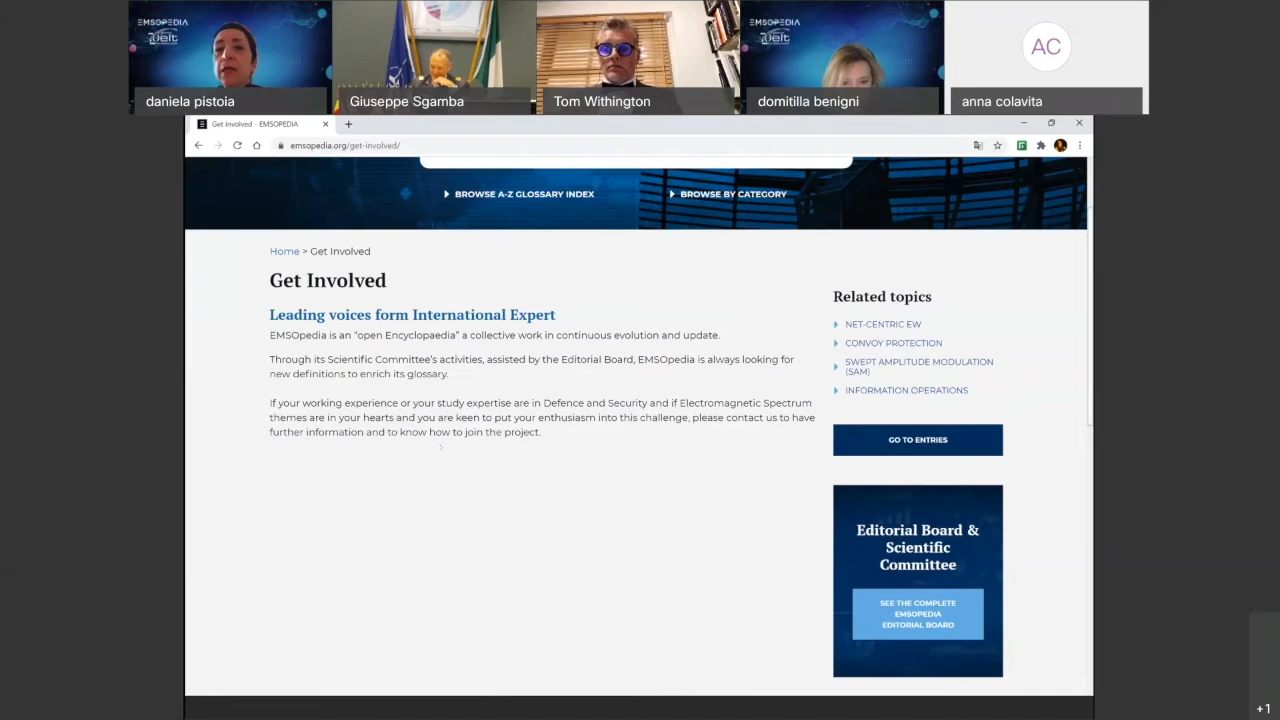 EMSOPEDIA
elt
EMSOPEDIA
elt
AC
daniela pistoia
Giuseppe Sgamba
Tom Withington
domitilla benigni
anna colavita
Get Involved - EMSOPEDIA
emsopedia.org/get-involved/
BROWSE A-Z GLOSSARY INDEX
BROWSE BY CATEGORY
Home > Get Involved
Get Involved
Leading voices form International Expert
EMSOpedia is an “open Encyclopaedia” a collective work in continuous evolution and update.
Through its Scientific Committee’s activities, assisted by the Editorial Board, EMSOpedia is always looking for
new definitions to enrich its glossary.
If your working experience or your study expertise are in Defence and Security and if Electromagnetic Spectrum
themes are in your hearts and you are keen to put your enthusiasm into this challenge, please contact us to have
further information and to know how to join the project.
Related topics
NET-CENTRIC EW
CONVOY PROTECTION
SWEPT AMPLITUDE MODULATION
(SAM)
INFORMATION OPERATIONS
GO TO ENTRIES
Editorial Board &
Scientific
Committee
SEE THE COMPLETE
EMSOPEDIA
EDITORIAL BOARD
+1